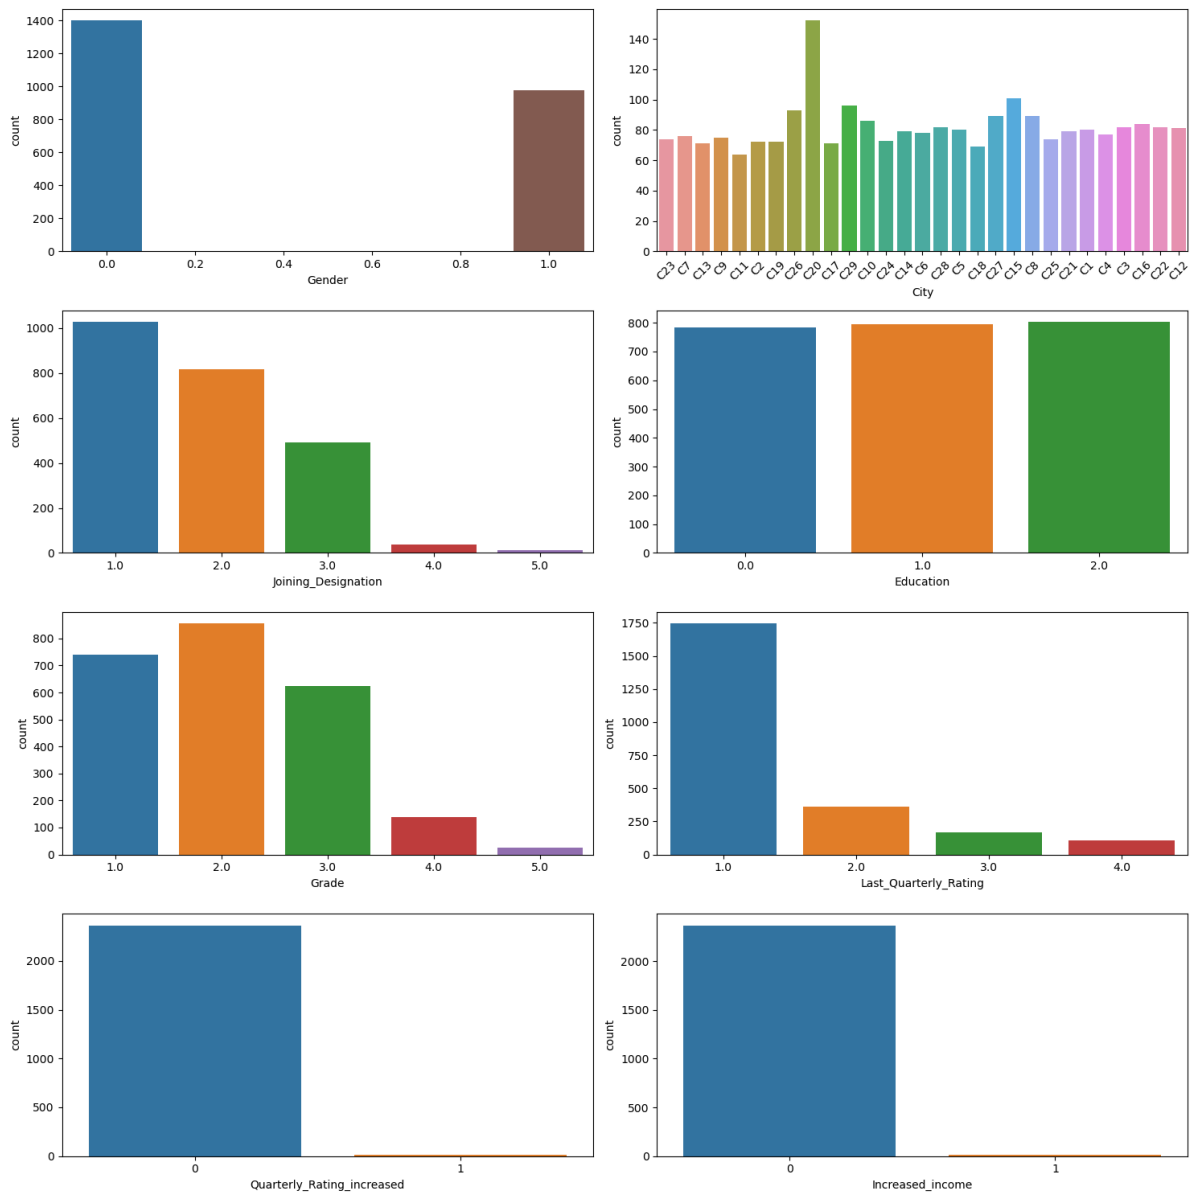 1400
1200
1000
800
600
400
200
0
count
0.0 0.2 0.4 0.6 0.8 1.0
Gender
140
120
100
80
60
40
20
0
count
C23 C7 C13 C9 C11 C2 C19 C26 C20 C17 C29 C10 C24 C14 C6 C28 C5 C18 C27 C15 C8 C25 C21 C1 C4 C3 C16 C22 C12
City
1000
800
600
400
200
0
count
1.0 2.0 3.0 4.0 5.0
Joining_Designation
800
700
600
500
400
300
200
100
0
count
0.0 1.0 2.0
Education
800
700
600
500
400
300
200
100
0
count
1.0 2.0 3.0 4.0 5.0
Grade
1750
1500
1250
1000
750
500
250
0
count
1.0 2.0 3.0 4.0
Last_Quarterly_Rating
2000
1500
1000
500
0
count
0 1
Quarterly_Rating_increased
2000
1500
1000
500
0
count
0 1
Increased_income